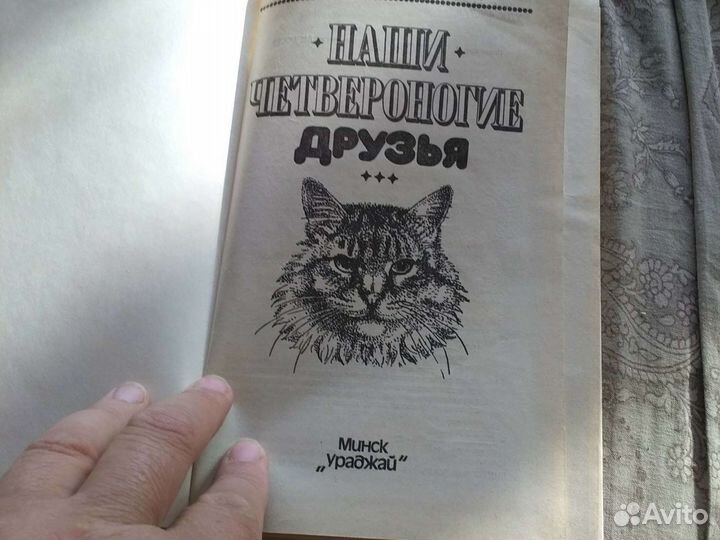 НАШИ
ЧЕТВЕРОНОГИЕ
ДРУЗЬЯ
Минск
„Ураджай"
Avito